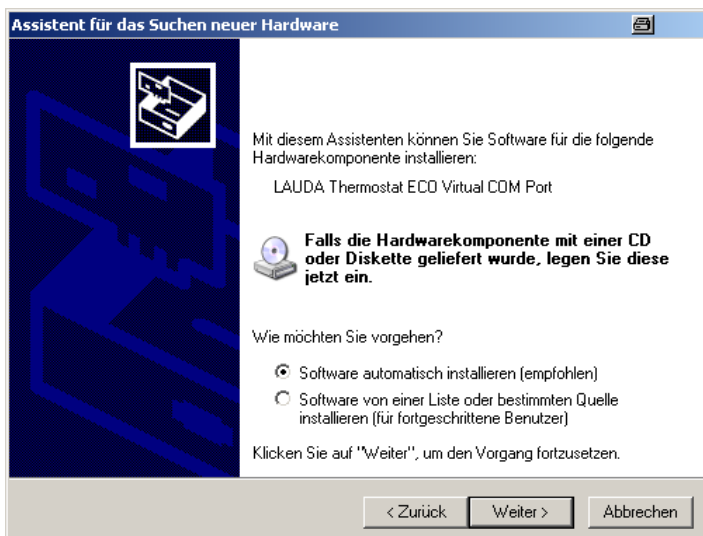 Assistent für das Suchen neuer Hardware
Mit diesem Assistenten können Sie Software für die folgende
Hardwarekomponente installieren:
LAUDA Thermostat ECO Virtual COM Port
Falls die Hardwarekomponente mit einer CD
oder Diskette geliefert wurde, legen Sie diese
jetzt ein.
Wie möchten Sie vorgehen?
Software automatisch installieren (empfohlen)
Software von einer Liste oder bestimmten Quelle
installieren (für fortgeschrittene Benutzer)
Klicken Sie auf "Weiter", um den Vorgang fortzusetzen.
< Zurück Weiter > Abbrechen